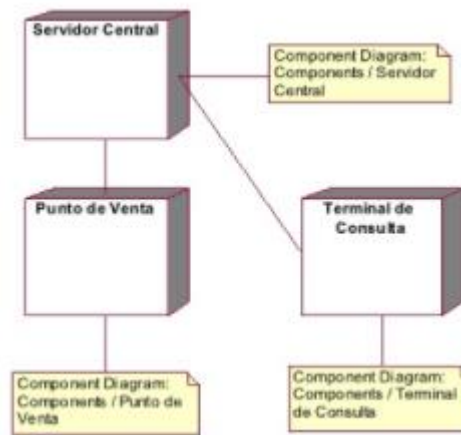 Servidor Central
Component Diagram:
Components / Servidor
Central
Punto de Venta
Terminal de
Consulta
Component Diagram:
Components / Punto de
Venta
Component Diagram:
Components / Terminal
de Consulta